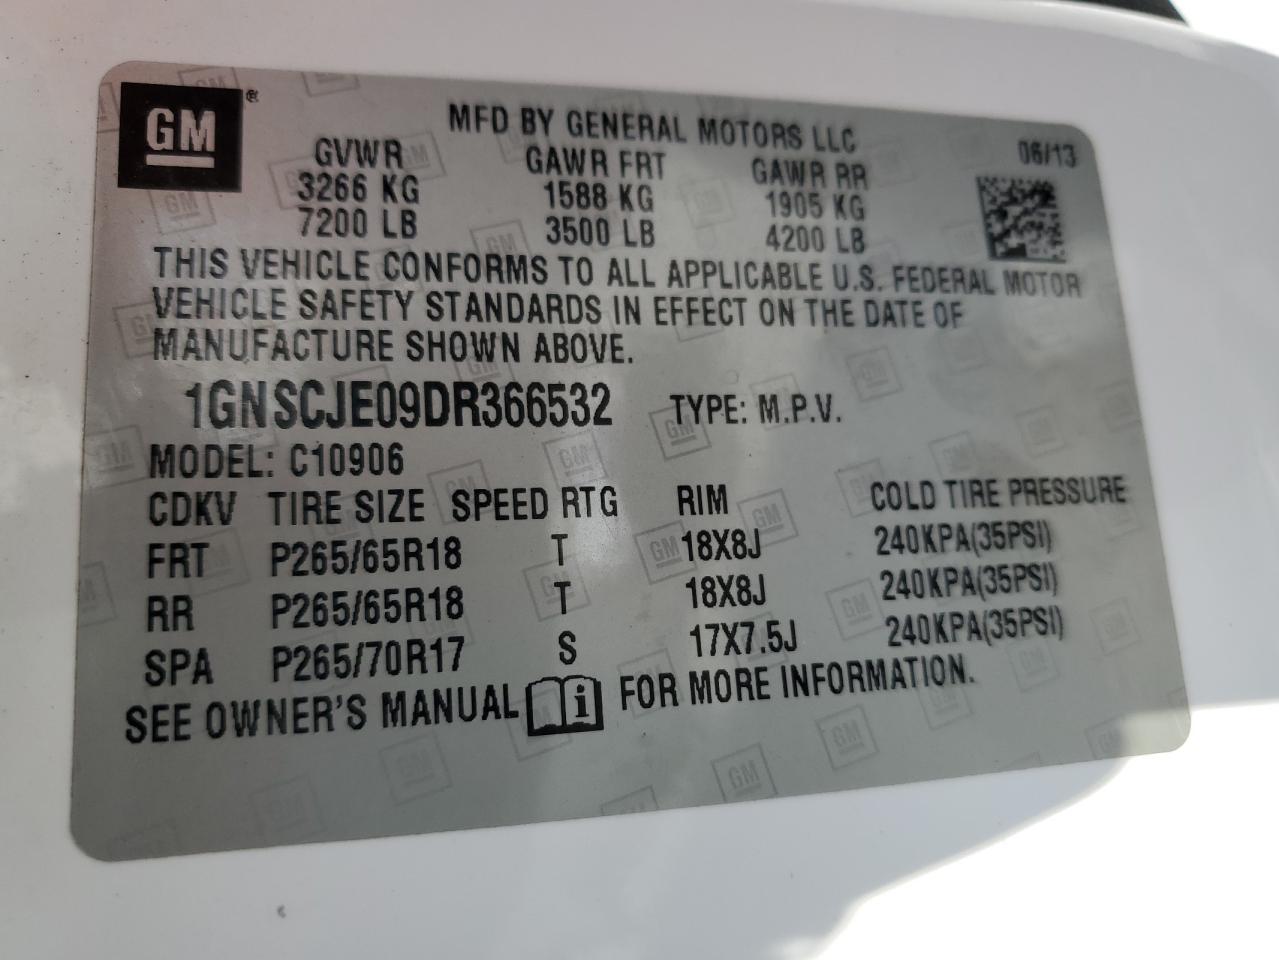 GM®
MFD BY GENERAL MOTORS LLC 06/13
GVWR GAWR FRT GAWR RR
3266 KG 1588 KG 1905 KG
7200 LB 3500 LB 4200 LB
THIS VEHICLE CONFORMS TO ALL APPLICABLE U.S. FEDERAL MOTOR
VEHICLE SAFETY STANDARDS IN EFFECT ON THE DATE OF
MANUFACTURE SHOWN ABOVE.
1GNSCJE09DR366532 TYPE: M.P.V.
MODEL: C10906
CDKV TIRE SIZE SPEED RTG RIM COLD TIRE PRESSURE
FRT P265/65R18 T 18X8J 240KPA(35PSI)
RR P265/65R18 T 18X8J 240KPA(35PSI)
SPA P265/70R17 S 17X7.5J 240KPA(35PSI)
SEE OWNER'S MANUAL i FOR MORE INFORMATION.